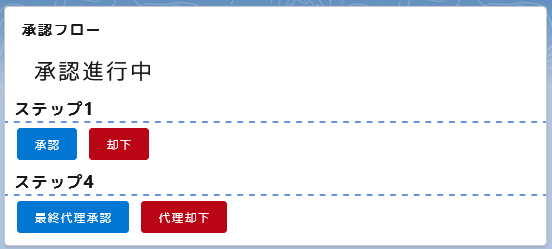 承認フロー
承認進行中
ステップ1
承認 却下
ステップ4
最終代理承認 代理却下